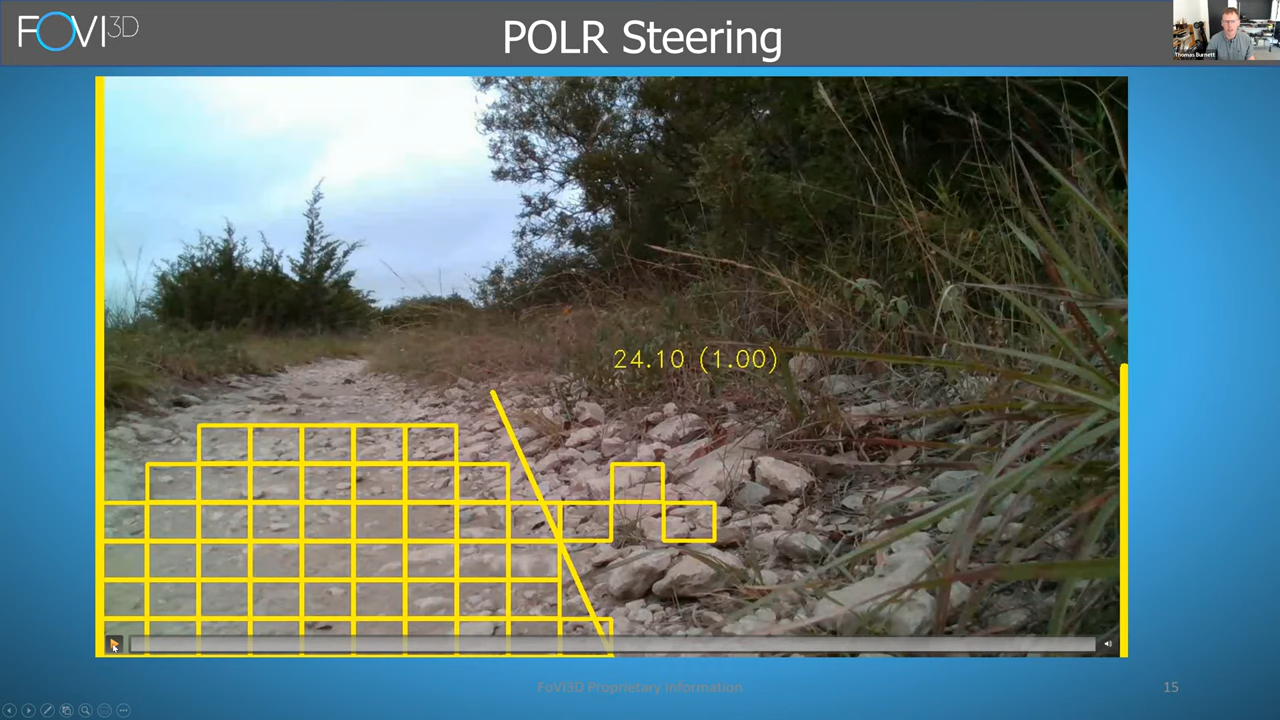 FOVI3D
POLR Steering
Thomas Burnett
24.10 (1.00)
FoVI3D Proprietary Information
15